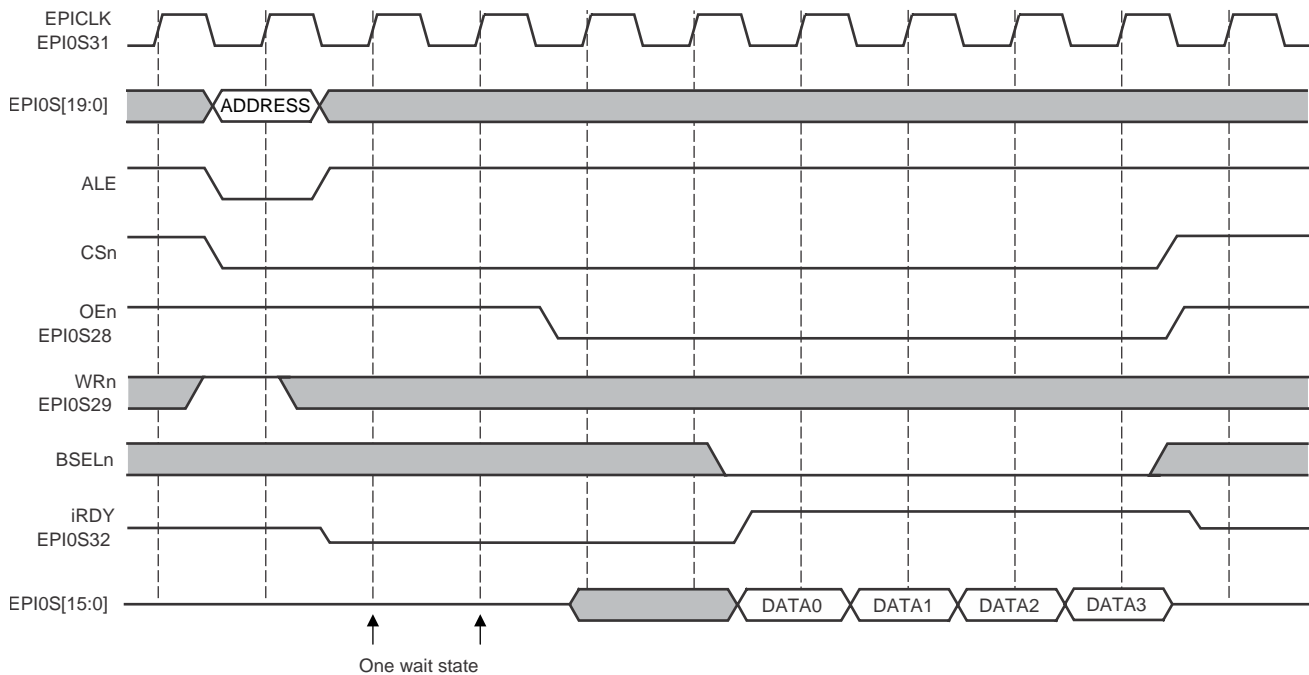 EPICLK
EPI0S31
EPI0S[19:0]
ADDRESS
ALE
CSn
OEn
EPI0S28
WRn
EPI0S29
BSELn
iRDY
EPI0S32
EPI0S[15:0]
DATA0
DATA1
DATA2
DATA3
One wait state